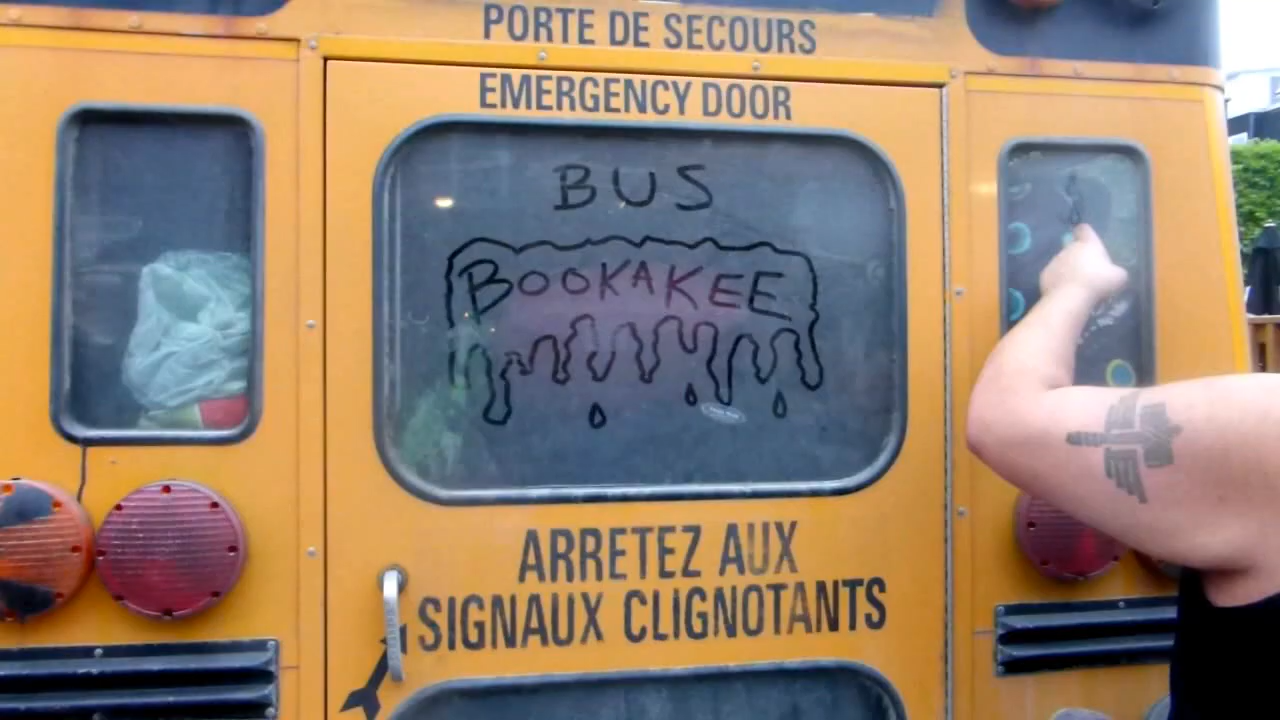 PORTE DE SECOURS
EMERGENCY DOOR
BUS
BOOKAKEE
ARRETEZ AUX
SIGNAUX CLIGNOTANTS